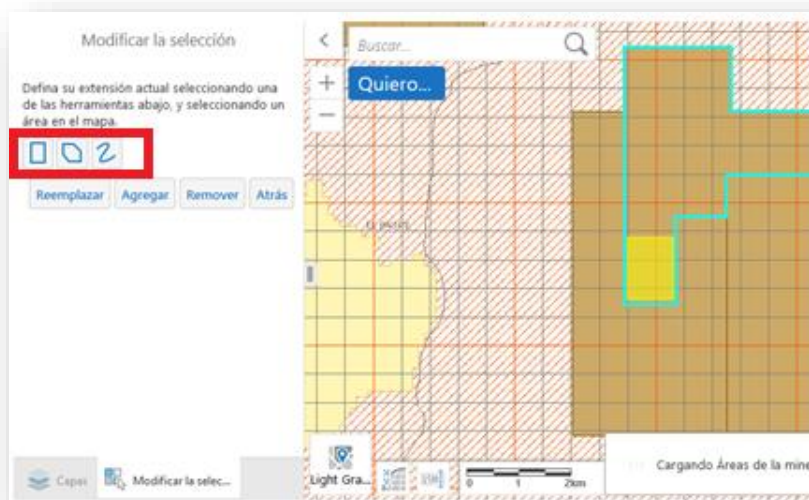 Modificar la selección
Defina su extensión actual seleccionando una
de las herramientas abajo, y seleccionando un
área en el mapa.
Reemplazar Agregar Remover Atrás
Capas Modificar la selec...
Buscar...
Quiero...
Light Gra...
0 1 2km
Cargando Áreas de la mine